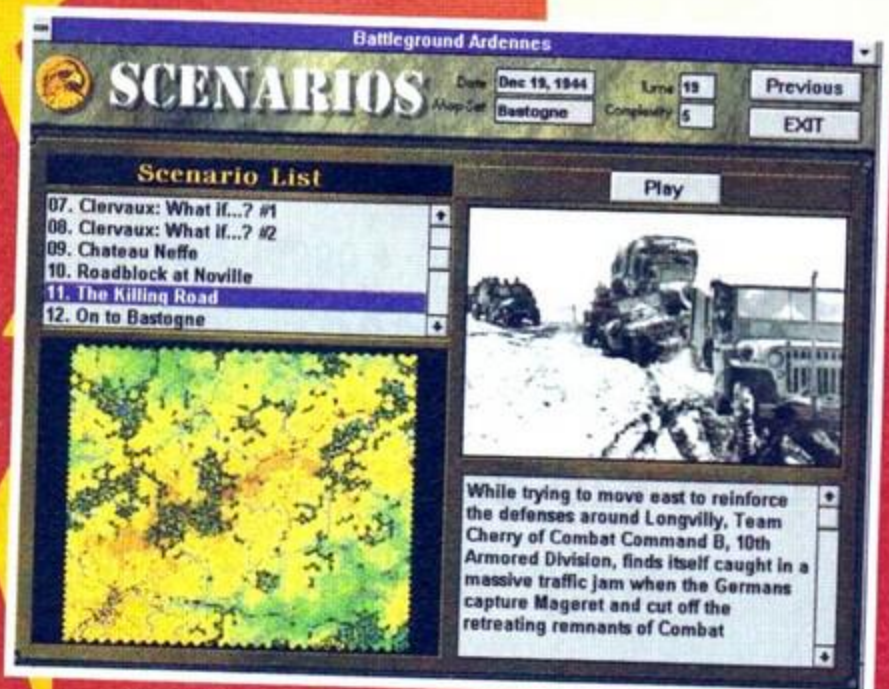 Battleground Ardennes
SCENARIOS
Date Dec 19, 1944
Turns 19
Map-Set Bastogne
Complexity 5
Previous
EXIT
Scenario List
07. Clervaux: What if...? #1
08. Clervaux: What if...? #2
09. Chateau Neffe
10. Roadblock at Noville
11. The Killing Road
12. On to Bastogne
Play
While trying to move east to reinforce
the defenses around Longvilly, Team
Cherry of Combat Command B, 10th
Armored Division, finds itself caught in a
massive traffic jam when the Germans
capture Mageret and cut off the
retreating remnants of Combat